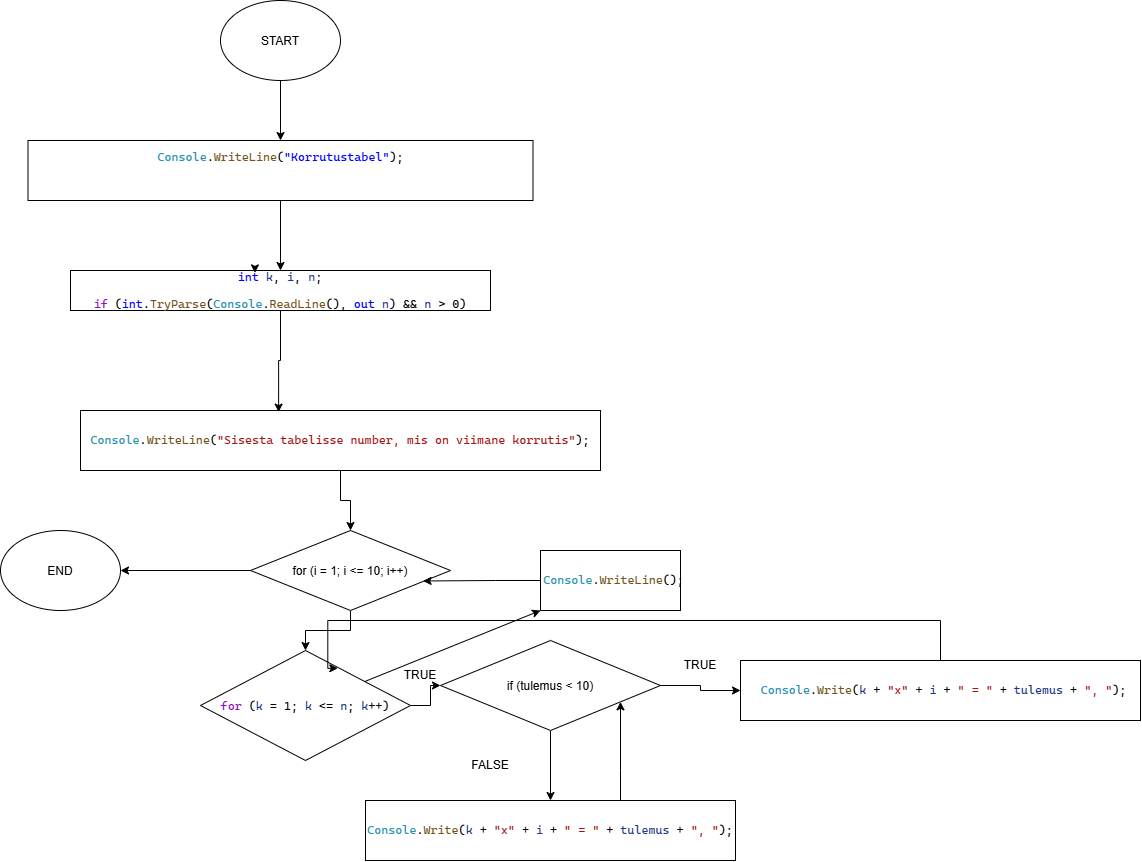 START
Console.WriteLine("Korrutustabel");
int k, i, n;
if (int.TryParse(Console.ReadLine(), out n) && n > 0)
Console.WriteLine("Sisesta tabelisse number, mis on viimane korrutis");
END
for (i = 1; i <= 10; i++)
Console.WriteLine();
for (k = 1; k <= n; k++)
TRUE
if (tulemus < 10)
TRUE
Console.Write(k + "x" + i + " = " + tulemus + ", ");
FALSE
Console.Write(k + "x" + i + " = " + tulemus + ", ");